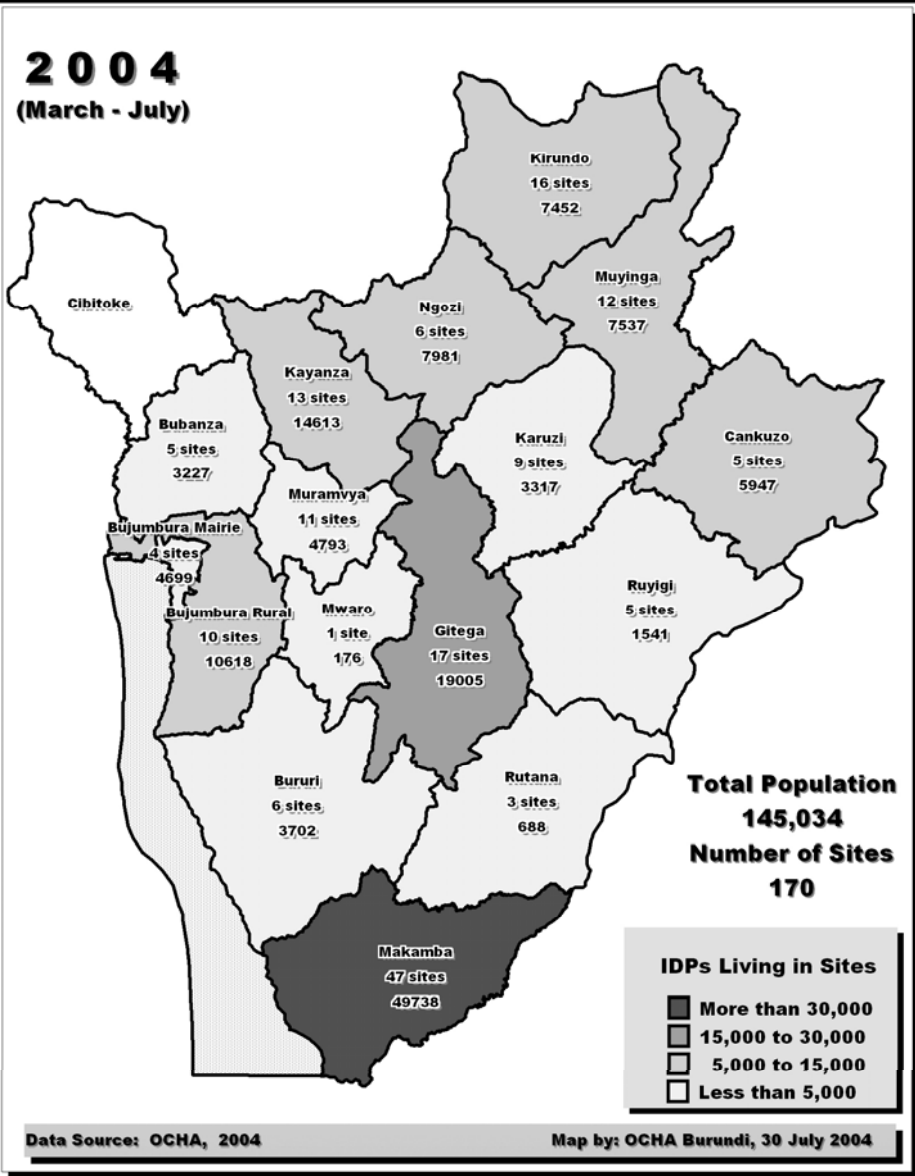 2 0 0 4
(March - July)
Kirundo
16 sites
7452
Muyinga
12 sites
7537
Cibitoke
Ngozi
6 sites
7981
Kayanza
13 sites
14613
Bubanza
5 sites
3227
Karuzi
9 sites
3317
Cankuzo
5 sites
5947
Muramvya
11 sites
4793
Bujumbura Mairie
4 sites
4699
Bujumbura Rural
10 sites
10618
Mwaro
1 site
176
Gitega
17 sites
19005
Ruyigi
5 sites
1541
Bururi
6 sites
3702
Rutana
3 sites
688
Makamba
47 sites
49738
Total Population
145,034
Number of Sites
170
IDPs Living in Sites
More than 30,000
15,000 to 30,000
5,000 to 15,000
Less than 5,000
Data Source: OCHA, 2004
Map by: OCHA Burundi, 30 July 2004